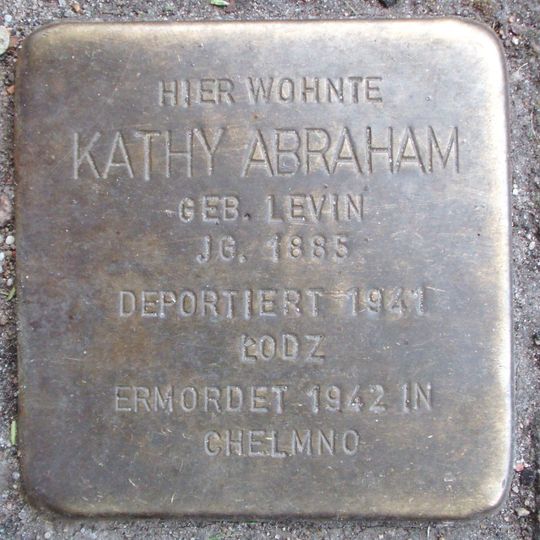 HIER WOHNTE
KATHY ABRAHAM
GEB. LEVIN
JG. 1885
DEPORTIERT 1941
ŁODZ
ERMORDET 1942 IN
CHELMNO